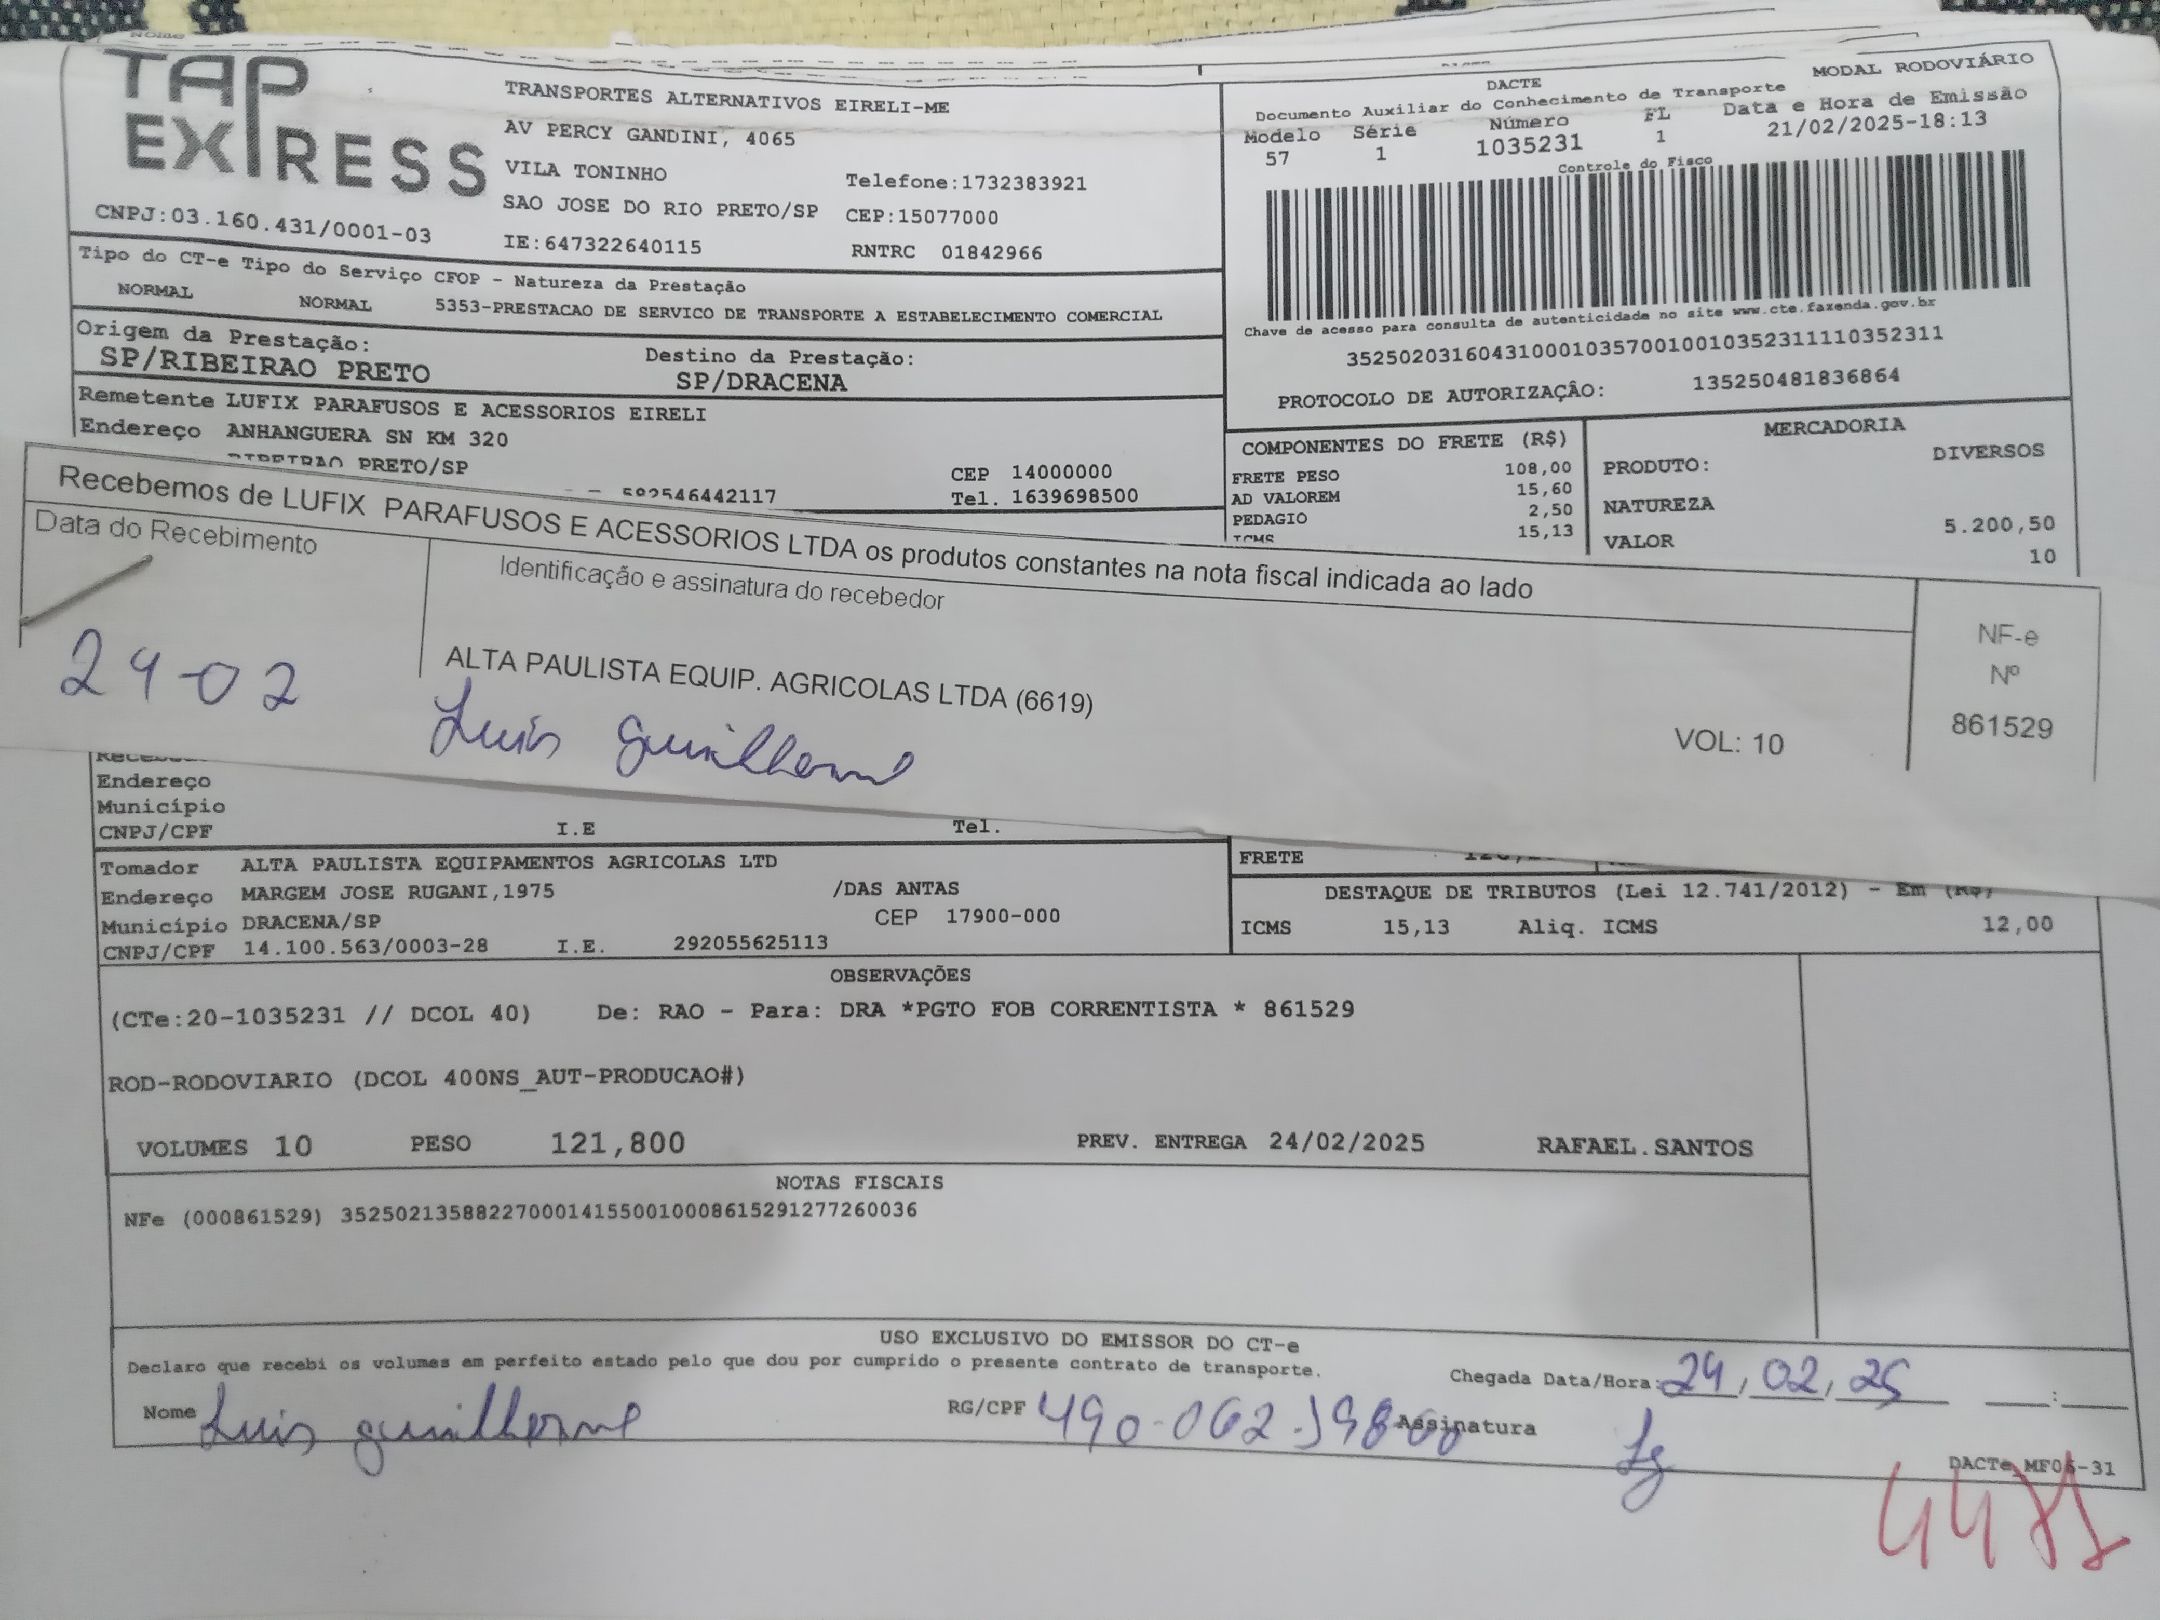 TAP EXPRESS
TRANSPORTES ALTERNATIVOS EIRELI-ME
AV PERCY GANDINI, 4065
VILA TONINHO
Telefone:1732383921
SAO JOSE DO RIO PRETO/SP CEP:15077000
CNPJ:03.160.431/0001-03
IE:647322640115 RNTRC 01842966
DACTE MODAL RODOVIÁRIO
Documento Auxiliar do Conhecimento de Transporte
Modelo Série Número FL Data e Hora de Emissão
57 1 1035231 1 21/02/2025-18:13
Controle do Fisco
Chave de acesso para consulta de autenticidade no site www.cte.fazenda.gov.br
35250203160431000103570010010352311110352311
PROTOCOLO DE AUTORIZAÇÂO: 135250481836864
Tipo do CT-e Tipo do Serviço CFOP - Natureza da Prestação
NORMAL NORMAL 5353-PRESTACAO DE SERVICO DE TRANSPORTE A ESTABELECIMENTO COMERCIAL
Origem da Prestação: Destino da Prestação:
SP/RIBEIRAO PRETO SP/DRACENA
Remetente LUFIX PARAFUSOS E ACESSORIOS EIRELI
Endereço ANHANGUERA SN KM 320
PRETO/SP CEP 14000000
Tel. 1639698500
COMPONENTES DO FRETE (R$)
FRETE PESO 108,00
AD VALOREM 15,60
PEDAGIO 2,50
ICMS 15,13
MERCADORIA
PRODUTO: DIVERSOS
NATUREZA
VALOR 5.200,50
10
Recebemos de LUFIX PARAFUSOS E ACESSORIOS LTDA os produtos constantes na nota fiscal indicada ao lado
Data do Recebimento
Identificação e assinatura do recebedor
NF-e
Nº
861529
24-02
ALTA PAULISTA EQUIP. AGRICOLAS LTDA (6619)
Luis Guilherme
VOL: 10
Endereço
Município
CNPJ/CPF I.E Tel.
Tomador ALTA PAULISTA EQUIPAMENTOS AGRICOLAS LTD
Endereço MARGEM JOSE RUGANI,1975 /DAS ANTAS
Município DRACENA/SP CEP 17900-000
CNPJ/CPF 14.100.563/0003-28 I.E. 292055625113
FRETE
DESTAQUE DE TRIBUTOS (Lei 12.741/2012) - Em (R$)
ICMS 15,13 Aliq. ICMS 12,00
OBSERVAÇÕES
(CTe:20-1035231 // DCOL 40) De: RAO - Para: DRA *PGTO FOB CORRENTISTA * 861529
ROD-RODOVIARIO (DCOL 400NS_AUT-PRODUCAO#)
VOLUMES 10 PESO 121,800 PREV. ENTREGA 24/02/2025 RAFAEL.SANTOS
NOTAS FISCAIS
NFe (000861529) 35250213588227000141550010008615291277260036
USO EXCLUSIVO DO EMISSOR DO CT-e
Declaro que recebi os volumes em perfeito estado pelo que dou por cumprido o presente contrato de transporte.
Chegada Data/Hora: 24, 02, 25 :
Nome Luis Guilherme RG/CPF Assinatura
DACTe_MF06-31